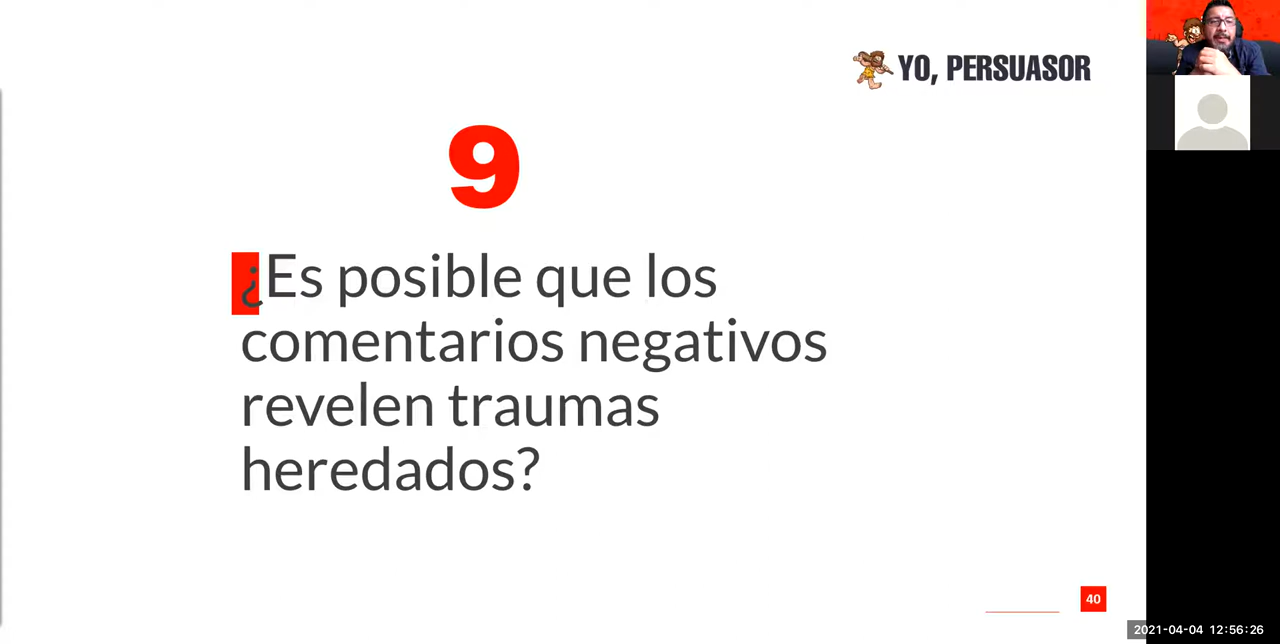 YO, PERSUASOR
9
¿Es posible que los
comentarios negativos
revelen traumas
heredados?
40
2021-04-04 12:56:26